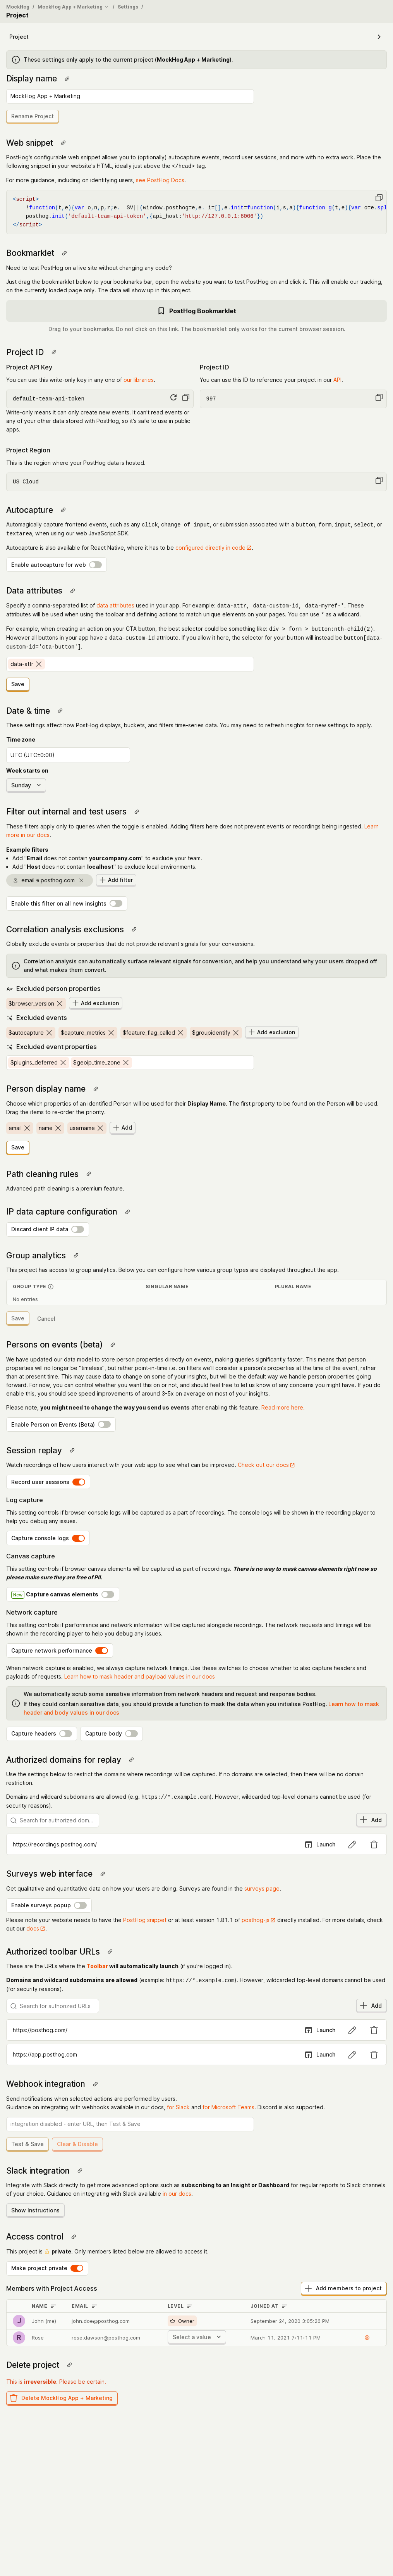 MockHog / MockHog App + Marketing / Settings /
Project
Project
These settings only apply to the current project (MockHog App + Marketing).
Display name
MockHog App + Marketing
Rename Project
Web snippet
PostHog's configurable web snippet allows you to (optionally) autocapture events, record user sessions, and more with no extra work. Place the
following snippet in your website's HTML, ideally just above the </head> tag.
For more guidance, including on identifying users, see PostHog Docs.
<script>
!function(t,e){var o,n,p,r;e.__SV||(window.posthog=e,e._i=[],e.init=function(i,s,a){function g(t,e){var o=e.spl
posthog.init('default-team-api-token',{api_host:'http://127.0.0.1:6006'})
</script>
Bookmarklet
Need to test PostHog on a live site without changing any code?
Just drag the bookmarklet below to your bookmarks bar, open the website you want to test PostHog on and click it. This will enable our tracking,
on the currently loaded page only. The data will show up in this project.
PostHog Bookmarklet
Drag to your bookmarks. Do not click on this link. The bookmarklet only works for the current browser session.
Project ID
Project API Key
You can use this write-only key in any one of our libraries.
default-team-api-token
Write-only means it can only create new events. It can't read events or
any of your other data stored with PostHog, so it's safe to use in public
apps.
Project ID
You can use this ID to reference your project in our API.
997
Project Region
This is the region where your PostHog data is hosted.
US Cloud
Autocapture
Automagically capture frontend events, such as any click, change of input, or submission associated with a button, form, input, select, or
textarea, when using our web JavaScript SDK.
Autocapture is also available for React Native, where it has to be configured directly in code.
Enable autocapture for web
Data attributes
Specify a comma-separated list of data attributes used in your app. For example: data-attr, data-custom-id, data-myref-*. These
attributes will be used when using the toolbar and defining actions to match unique elements on your pages. You can use * as a wildcard.
For example, when creating an action on your CTA button, the best selector could be something like: div > form > button:nth-child(2).
However all buttons in your app have a data-custom-id attribute. If you allow it here, the selector for your button will instead be button[data-
custom-id='cta-button'].
data-attr
Save
Date & time
These settings affect how PostHog displays, buckets, and filters time-series data. You may need to refresh insights for new settings to apply.
Time zone
UTC (UTC±0:00)
Week starts on
Sunday
Filter out internal and test users
These filters apply only to queries when the toggle is enabled. Adding filters here does not prevent events or recordings being ingested. Learn
more in our docs.
Example filters
• Add "Email does not contain yourcompany.com" to exclude your team.
• Add "Host does not contain localhost" to exclude local environments.
email ∌ posthog.com
Add filter
Enable this filter on all new insights
Correlation analysis exclusions
Globally exclude events or properties that do not provide relevant signals for your conversions.
Correlation analysis can automatically surface relevant signals for conversion, and help you understand why your users dropped off
and what makes them convert.
Excluded person properties
$browser_version
Add exclusion
Excluded events
$autocapture $capture_metrics $feature_flag_called $groupidentify Add exclusion
Excluded event properties
$plugins_deferred $geoip_time_zone
Person display name
Choose which properties of an identified Person will be used for their Display Name. The first property to be found on the Person will be used.
Drag the items to re-order the priority.
email name username Add
Save
Path cleaning rules
Advanced path cleaning is a premium feature.
IP data capture configuration
Discard client IP data
Group analytics
This project has access to group analytics. Below you can configure how various group types are displayed throughout the app.
GROUP TYPE SINGULAR NAME PLURAL NAME
No entries
Save Cancel
Persons on events (beta)
We have updated our data model to store person properties directly on events, making queries significantly faster. This means that person
properties will no longer be "timeless", but rather point-in-time i.e. on filters we'll consider a person's properties at the time of the event, rather
than at present time. This may cause data to change on some of your insights, but will be the default way we handle person properties going
forward. For now, you can control whether you want this on or not, and should feel free to let us know of any concerns you might have. If you do
enable this, you should see speed improvements of around 3-5x on average on most of your insights.
Please note, you might need to change the way you send us events after enabling this feature. Read more here.
Enable Person on Events (Beta)
Session replay
Watch recordings of how users interact with your web app to see what can be improved. Check out our docs
Record user sessions
Log capture
This setting controls if browser console logs will be captured as a part of recordings. The console logs will be shown in the recording player to
help you debug any issues.
Capture console logs
Canvas capture
This setting controls if browser canvas elements will be captured as part of recordings. There is no way to mask canvas elements right now so
please make sure they are free of PII.
New Capture canvas elements
Network capture
This setting controls if performance and network information will be captured alongside recordings. The network requests and timings will be
shown in the recording player to help you debug any issues.
Capture network performance
When network capture is enabled, we always capture network timings. Use these switches to choose whether to also capture headers and
payloads of requests. Learn how to mask header and payload values in our docs
We automatically scrub some sensitive information from network headers and request and response bodies.
If they could contain sensitive data, you should provide a function to mask the data when you initialise PostHog. Learn how to mask
header and body values in our docs
Capture headers Capture body
Authorized domains for replay
Use the settings below to restrict the domains where recordings will be captured. If no domains are selected, then there will be no domain
restriction.
Domains and wildcard subdomains are allowed (e.g. https://*.example.com). However, wildcarded top-level domains cannot be used (for
security reasons).
Search for authorized dom... Add
https://recordings.posthog.com/ Launch
Surveys web interface
Get qualitative and quantitative data on how your users are doing. Surveys are found in the surveys page.
Enable surveys popup
Please note your website needs to have the PostHog snippet or at least version 1.81.1 of posthog-js directly installed. For more details, check
out our docs.
Authorized toolbar URLs
These are the URLs where the Toolbar will automatically launch (if you're logged in).
Domains and wildcard subdomains are allowed (example: https://*.example.com). However, wildcarded top-level domains cannot be used
(for security reasons).
Search for authorized URLs Add
https://posthog.com/ Launch
https://app.posthog.com Launch
Webhook integration
Send notifications when selected actions are performed by users.
Guidance on integrating with webhooks available in our docs, for Slack and for Microsoft Teams. Discord is also supported.
integration disabled - enter URL, then Test & Save
Test & Save Clear & Disable
Slack integration
Integrate with Slack directly to get more advanced options such as subscribing to an Insight or Dashboard for regular reports to Slack channels
of your choice. Guidance on integrating with Slack available in our docs.
Show Instructions
Access control
This project is 🔒 private. Only members listed below are allowed to access it.
Make project private
Members with Project Access Add members to project
NAME EMAIL LEVEL JOINED AT
J John (me) john.doe@posthog.com Owner September 24, 2020 3:05:26 PM
R Rose rose.dawson@posthog.com Select a value March 11, 2021 7:11:11 PM
Delete project
This is irreversible. Please be certain.
Delete MockHog App + Marketing